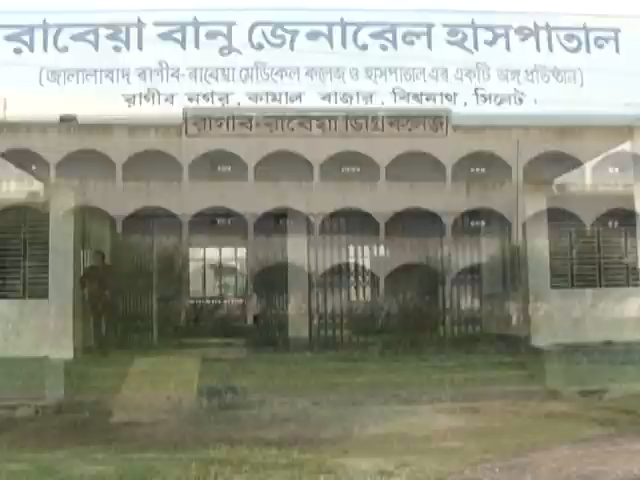 রাবেয়া বানু জেনারেল হাসপাতাল
(জালালাবাদ রাগীব-রাবেয়া মেডিকেল কলেজ ও হাসপাতাল এর একটি অঙ্গ প্রতিষ্ঠান)
রাগীব নগর, কামাল বাজার, বিশ্বনাথ, সিলেট।
রাগীব-রাবেয়া ডিগ্রি কলেজ